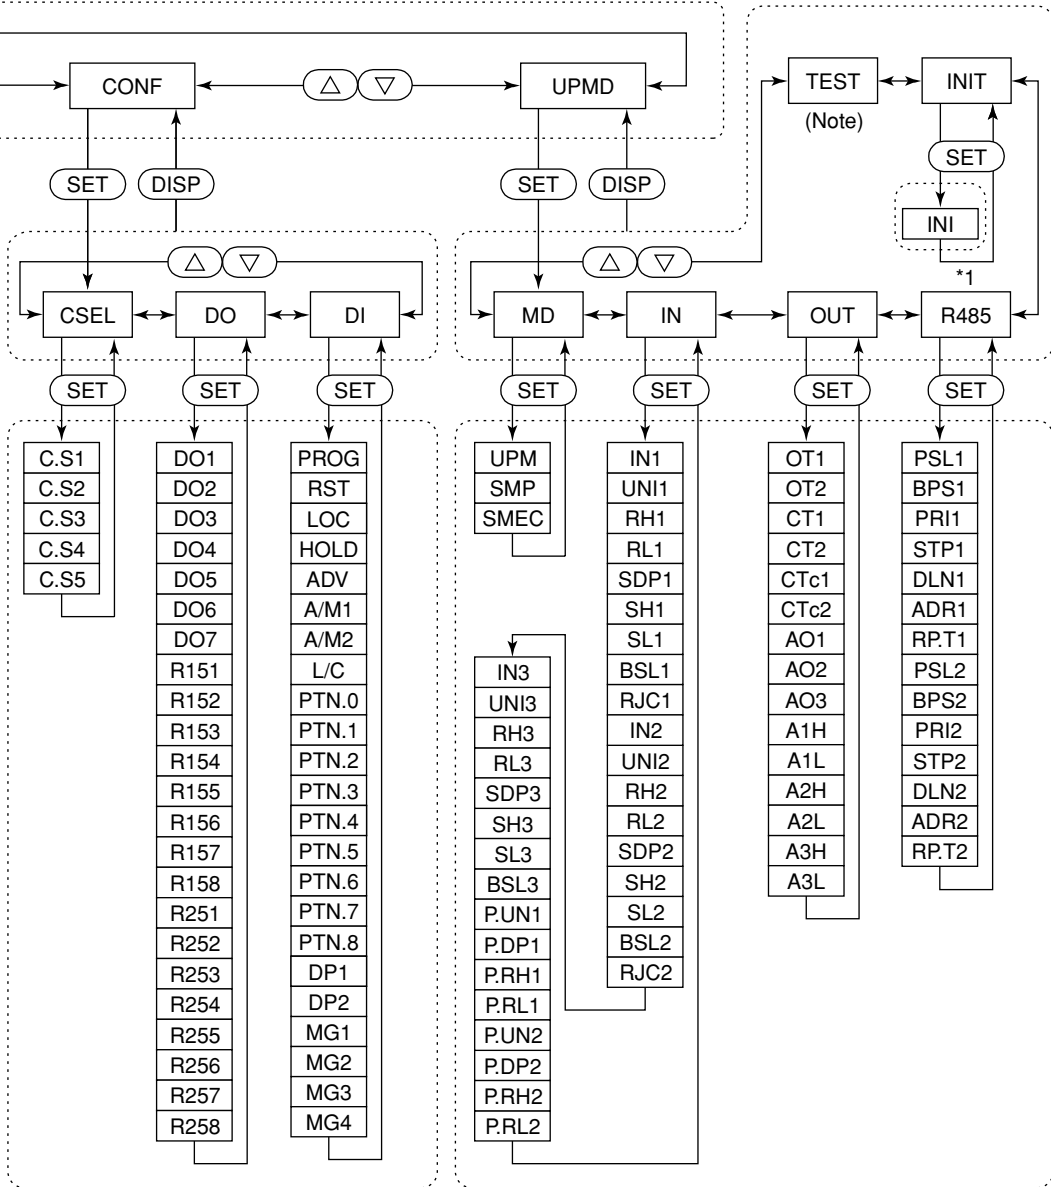 CONF
UPMD
TEST
INIT
(Note)
SET
DISP
SET
DISP
SET
INI
*1
CSEL
DO
DI
MD
IN
OUT
R485
SET
SET
SET
SET
SET
SET
SET
C.S1
C.S2
C.S3
C.S4
C.S5
DO1
DO2
DO3
DO4
DO5
DO6
DO7
R151
R152
R153
R154
R155
R156
R157
R158
R251
R252
R253
R254
R255
R256
R257
R258
PROG
RST
LOC
HOLD
ADV
A/M1
A/M2
L/C
PTN.0
PTN.1
PTN.2
PTN.3
PTN.4
PTN.5
PTN.6
PTN.7
PTN.8
DP1
DP2
MG1
MG2
MG3
MG4
UPM
SMP
SMEC
IN1
UNI1
RH1
RL1
SDP1
SH1
SL1
BSL1
RJC1
IN2
UNI2
RH2
RL2
SDP2
SH2
SL2
BSL2
RJC2
IN3
UNI3
RH3
RL3
SDP3
SH3
SL3
BSL3
P.UN1
P.DP1
P.RH1
P.RL1
P.UN2
P.DP2
P.RH2
P.RL2
OT1
OT2
CT1
CT2
CTc1
CTc2
AO1
AO2
AO3
A1H
A1L
A2H
A2L
A3H
A3L
PSL1
BPS1
PRI1
STP1
DLN1
ADR1
RP.T1
PSL2
BPS2
PRI2
STP2
DLN2
ADR2
RP.T2